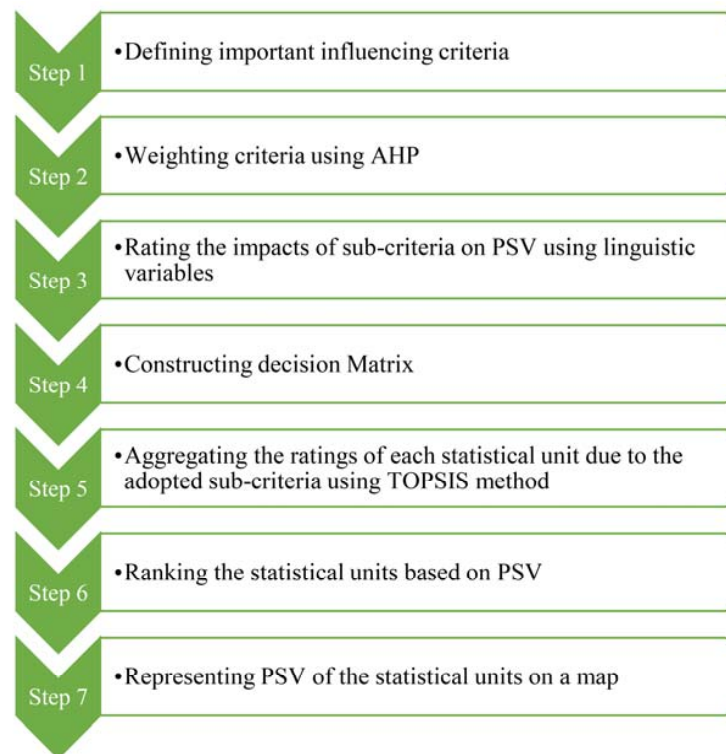 Step 1
•Defining important influencing criteria
Step 2
•Weighting criteria using AHP
Step 3
•Rating the impacts of sub-criteria on PSV using linguistic
variables
Step 4
•Constructing decision Matrix
Step 5
•Aggregating the ratings of each statistical unit due to the
adopted sub-criteria using TOPSIS method
Step 6
•Ranking the statistical units based on PSV
Step 7
•Representing PSV of the statistical units on a map